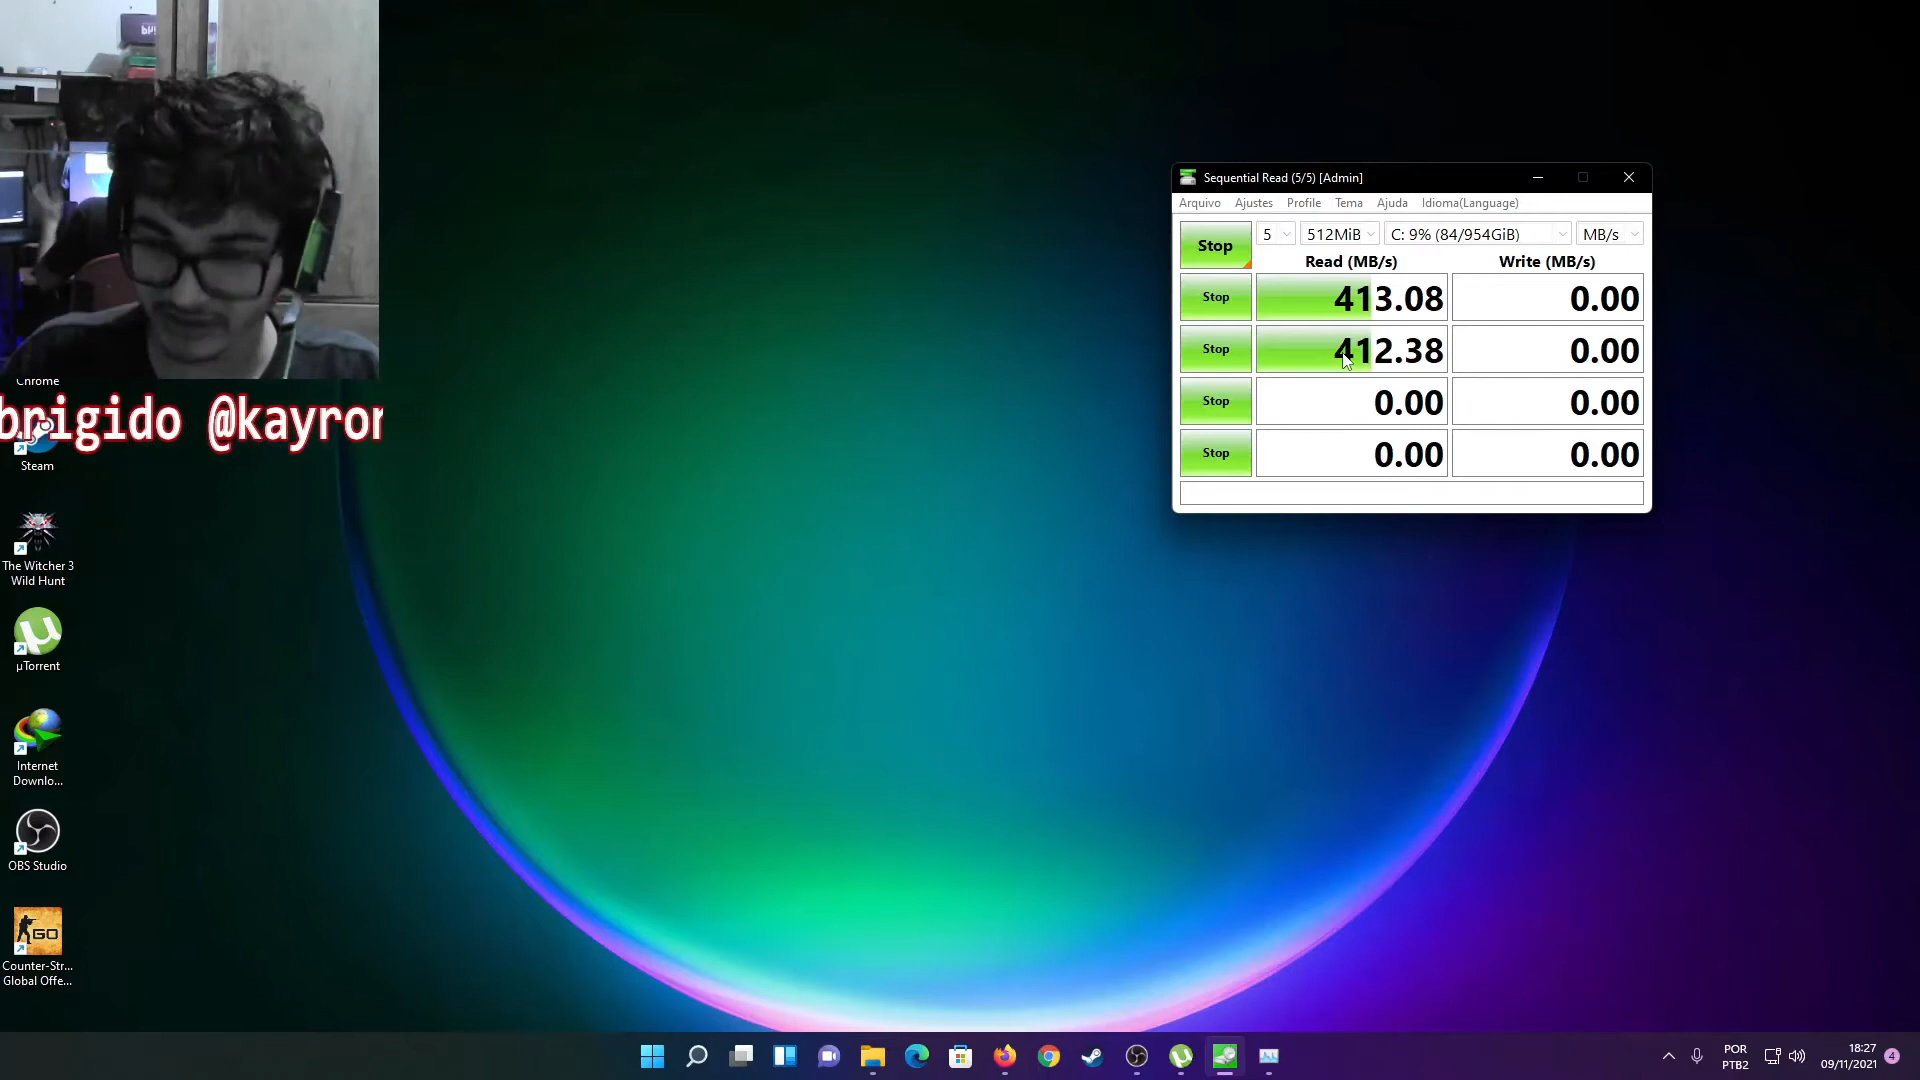 Chrome
brigido @kayron
Steam
The Witcher 3
Wild Hunt
µTorrent
Internet
Downlo...
OBS Studio
GO
Counter-Str...
Global Offe...
Sequential Read (5/5) [Admin]
Arquivo Ajustes Profile Tema Ajuda Idioma(Language)
Stop 5 512MiB C: 9% (84/954GiB) MB/s
Read (MB/s) Write (MB/s)
Stop 413.08 0.00
Stop 412.38 0.00
Stop 0.00 0.00
Stop 0.00 0.00
POR
PTB2
18:27
09/11/2021
4